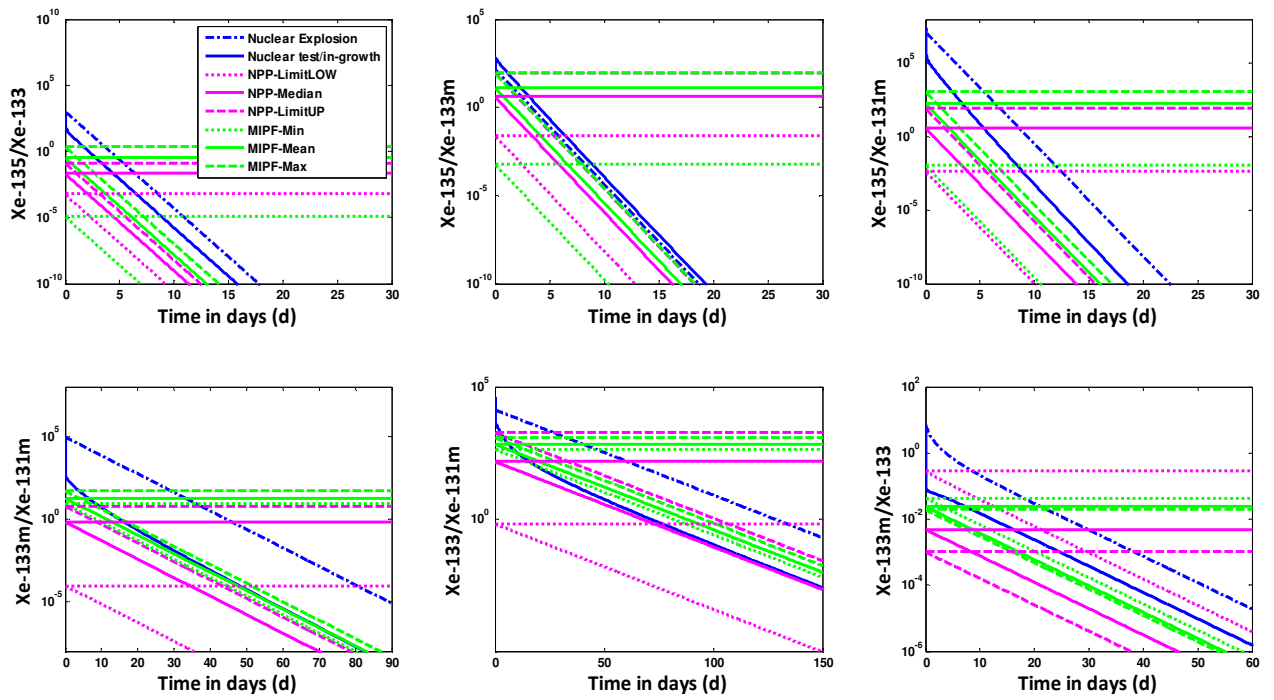 Xe-135/Xe-133
10^10
10^5
10^0
10^-5
10^-10
0 5 10 15 20 25 30
Time in days (d)
Nuclear Explosion
Nuclear test/in-growth
NPP-LimitLOW
NPP-Median
NPP-LimitUP
MIPF-Min
MIPF-Mean
MIPF-Max
Xe-135/Xe-133m
10^5
10^0
10^-5
10^-10
0 5 10 15 20 25 30
Time in days (d)
Xe-135/Xe-131m
10^5
10^0
10^-5
10^-10
0 5 10 15 20 25 30
Time in days (d)
Xe-133m/Xe-131m
10^5
10^0
10^-5
0 10 20 30 40 50 60 70 80 90
Time in days (d)
Xe-133/Xe-131m
10^5
10^0
0 50 100 150
Time in days (d)
Xe-133m/Xe-133
10^2
10^0
10^-2
10^-4
10^-6
0 10 20 30 40 50 60
Time in days (d)